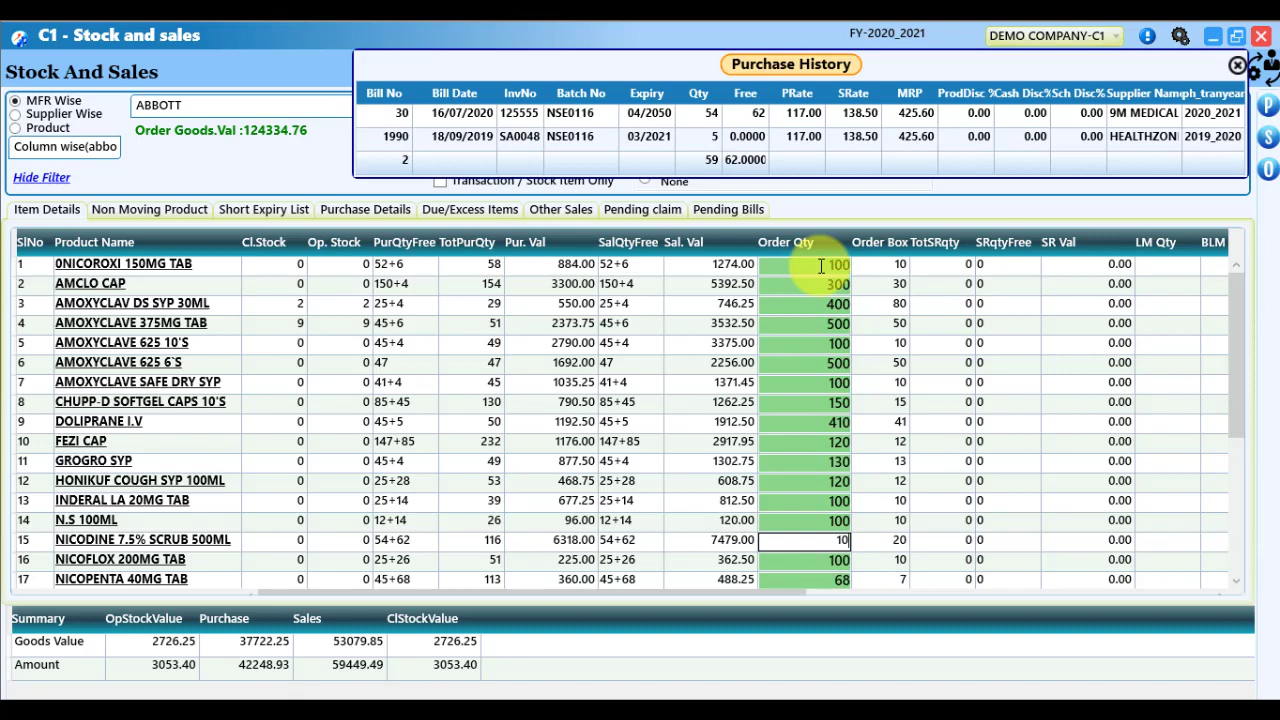 C1 - Stock and sales FY-2020_2021 DEMO COMPANY-C1
Stock And Sales
Purchase History
Bill No Bill Date InvNo Batch No Expiry Qty Free PRate SRate MRP ProdDisc % Cash Disc% Sch Disc% Supplier Nam ph_tranyear
30 16/07/2020 125555 NSE0116 04/2050 54 62 117.00 138.50 425.60 0.00 0.00 0.00 9M MEDICAL 2020_2021
1990 18/09/2019 SA0048 NSE0116 03/2021 5 0.0000 117.00 138.50 425.60 0.00 0.00 0.00 HEALTHZON 2019_2020
2 59 62.0000
MFR Wise
Supplier Wise
Product
ABBOTT
Order Goods.Val :124334.76
Column wise(abbo
Hide Filter
Transaction / Stock Item Only None
P
S
O
Item Details Non Moving Product Short Expiry List Purchase Details Due/Excess Items Other Sales Pending claim Pending Bills
SlNo Product Name Cl.Stock Op. Stock PurQtyFree TotPurQty Pur. Val SalQtyFree Sal. Val Order Qty Order Box TotSRqty SRqtyFree SR Val LM Qty BLM
1 0NICOROXI 150MG TAB 0 0 52+6 58 884.00 52+6 1274.00 100 10 0 0 0.00
2 AMCLO CAP 0 0 150+4 154 3300.00 150+4 5392.50 300 30 0 0 0.00
3 AMOXYCLAV DS SYP 30ML 2 2 25+4 29 550.00 25+4 746.25 400 80 0 0 0.00
4 AMOXYCLAVE 375MG TAB 9 9 45+6 51 2373.75 45+6 3532.50 500 50 0 0 0.00
5 AMOXYCLAVE 625 10'S 0 0 45+4 49 2790.00 45+4 3375.00 100 10 0 0 0.00
6 AMOXYCLAVE 625 6`S 0 0 47 47 1692.00 47 2256.00 500 50 0 0 0.00
7 AMOXYCLAVE SAFE DRY SYP 0 0 41+4 45 1035.25 41+4 1371.45 100 10 0 0 0.00
8 CHUPP-D SOFTGEL CAPS 10'S 0 0 85+45 130 790.50 85+45 1262.25 150 15 0 0 0.00
9 DOLIPRANE I.V 0 0 45+5 50 1192.50 45+5 1912.50 410 41 0 0 0.00
10 FEZI CAP 0 0 147+85 232 1176.00 147+85 2917.95 120 12 0 0 0.00
11 GROGRO SYP 0 0 45+4 49 877.50 45+4 1302.75 130 13 0 0 0.00
12 HONIKUF COUGH SYP 100ML 0 0 25+28 53 468.75 25+28 608.75 120 12 0 0 0.00
13 INDERAL LA 20MG TAB 0 0 25+14 39 677.25 25+14 812.50 100 10 0 0 0.00
14 N.S 100ML 0 0 12+14 26 96.00 12+14 120.00 100 10 0 0 0.00
15 NICODINE 7.5% SCRUB 500ML 0 0 54+62 116 6318.00 54+62 7479.00 10 20 0 0 0.00
16 NICOFLOX 200MG TAB 0 0 25+26 51 225.00 25+26 362.50 100 10 0 0 0.00
17 NICOPENTA 40MG TAB 0 0 45+68 113 360.00 45+68 488.25 68 7 0 0 0.00
Summary OpStockValue Purchase Sales ClStockValue
Goods Value 2726.25 37722.25 53079.85 2726.25
Amount 3053.40 42248.93 59449.49 3053.40